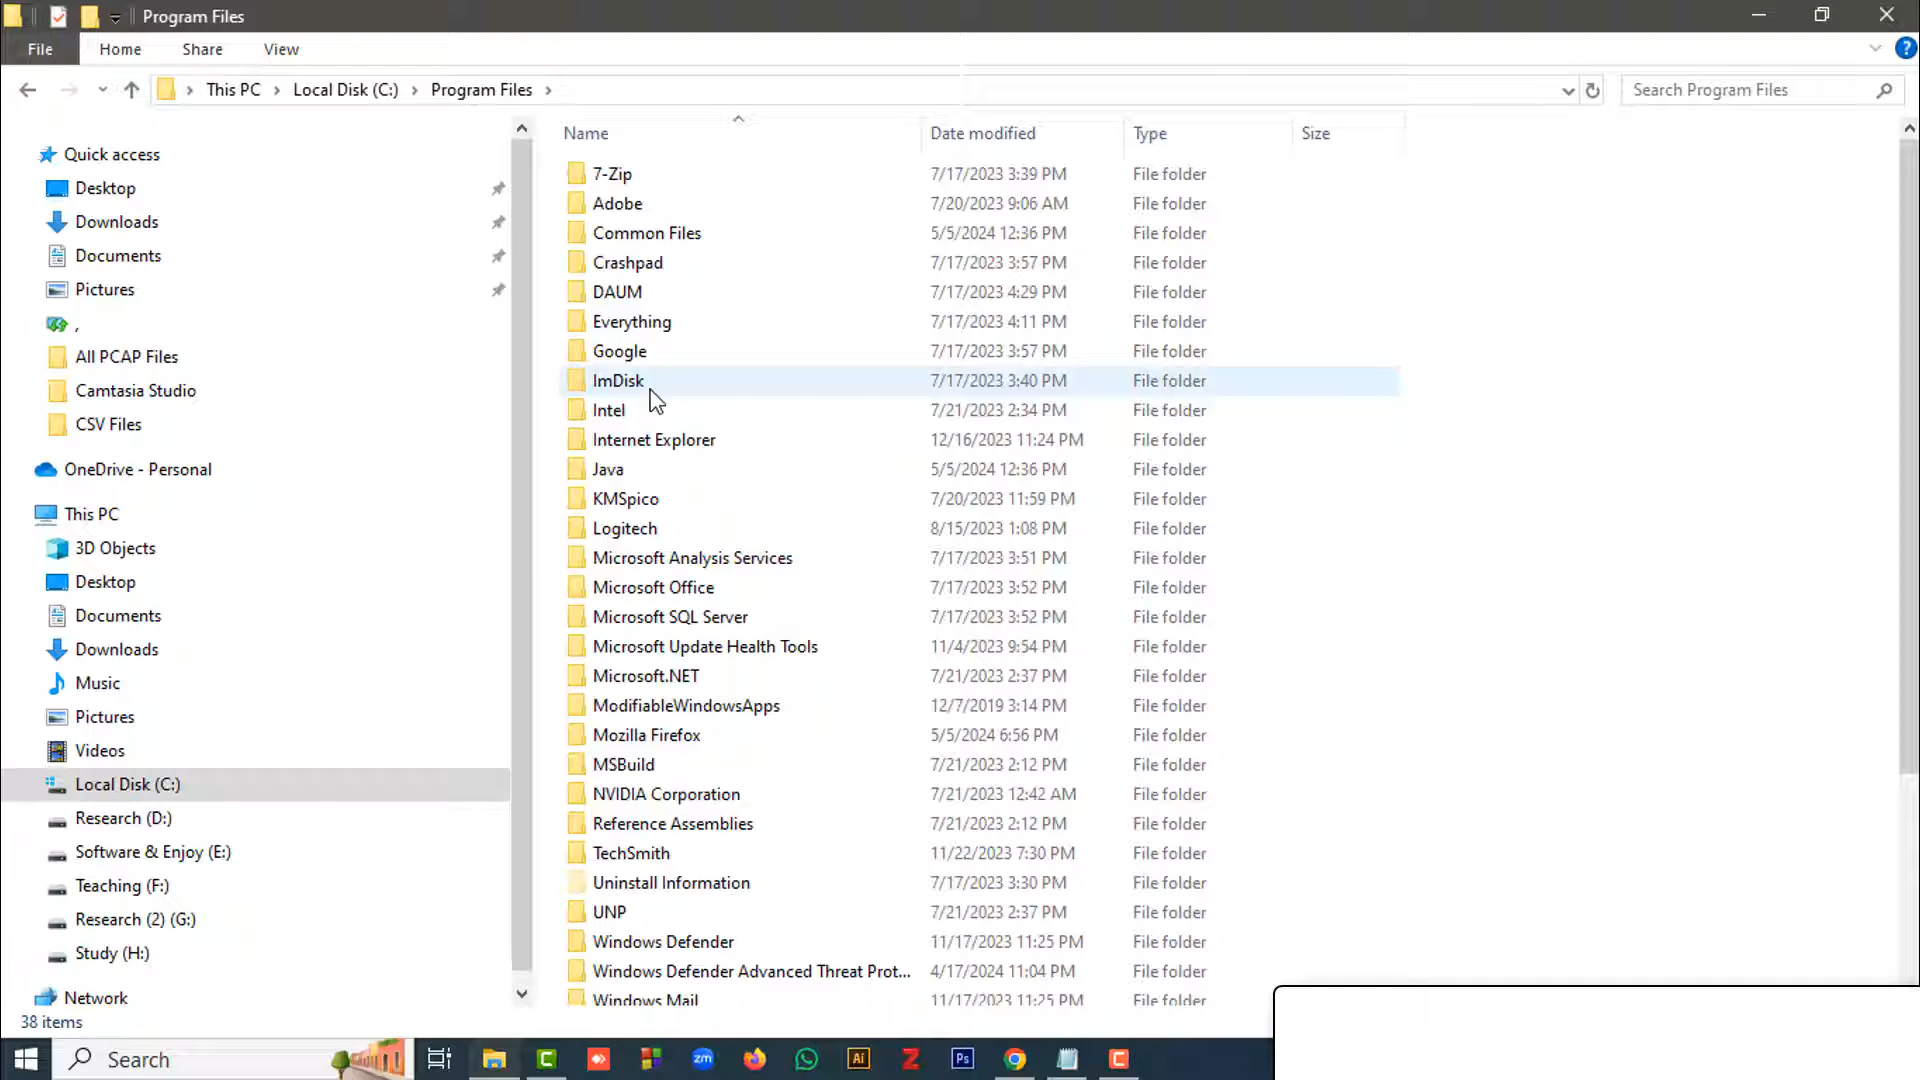 Program Files
File Home Share View
This PC Local Disk (C:) Program Files
Search Program Files
Quick access
Desktop
Downloads
Documents
Pictures
,
All PCAP Files
Camtasia Studio
CSV Files
OneDrive - Personal
This PC
3D Objects
Desktop
Documents
Downloads
Music
Pictures
Videos
Local Disk (C:)
Research (D:)
Software & Enjoy (E:)
Teaching (F:)
Research (2) (G:)
Study (H:)
Network
Name Date modified Type Size
7-Zip 7/17/2023 3:39 PM File folder
Adobe 7/20/2023 9:06 AM File folder
Common Files 5/5/2024 12:36 PM File folder
Crashpad 7/17/2023 3:57 PM File folder
DAUM 7/17/2023 4:29 PM File folder
Everything 7/17/2023 4:11 PM File folder
Google 7/17/2023 3:57 PM File folder
ImDisk 7/17/2023 3:40 PM File folder
Intel 7/21/2023 2:34 PM File folder
Internet Explorer 12/16/2023 11:24 PM File folder
Java 5/5/2024 12:36 PM File folder
KMSpico 7/20/2023 11:59 PM File folder
Logitech 8/15/2023 1:08 PM File folder
Microsoft Analysis Services 7/17/2023 3:51 PM File folder
Microsoft Office 7/17/2023 3:52 PM File folder
Microsoft SQL Server 7/17/2023 3:52 PM File folder
Microsoft Update Health Tools 11/4/2023 9:54 PM File folder
Microsoft.NET 7/21/2023 2:37 PM File folder
ModifiableWindowsApps 12/7/2019 3:14 PM File folder
Mozilla Firefox 5/5/2024 6:56 PM File folder
MSBuild 7/21/2023 2:12 PM File folder
NVIDIA Corporation 7/21/2023 12:42 AM File folder
Reference Assemblies 7/21/2023 2:12 PM File folder
TechSmith 11/22/2023 7:30 PM File folder
Uninstall Information 7/17/2023 3:30 PM File folder
UNP 7/21/2023 2:37 PM File folder
Windows Defender 11/17/2023 11:25 PM File folder
Windows Defender Advanced Threat Prot... 4/17/2024 11:04 PM File folder
Windows Mail 11/17/2023 11:25 PM File folder
38 items
Search
zm Ai Z Ps